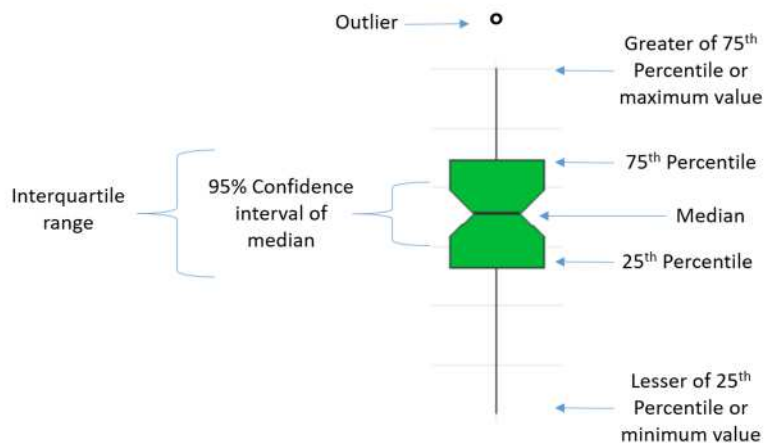 Outlier
Greater of 75th
Percentile or
maximum value
75th Percentile
Interquartile
range
95% Confidence
interval of
median
Median
25th Percentile
Lesser of 25th
Percentile or
minimum value